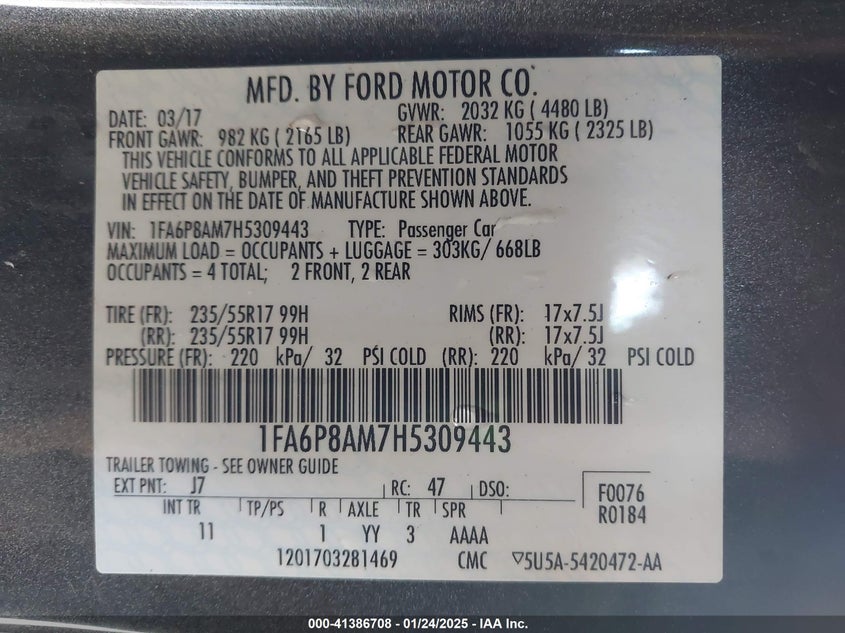 MFD. BY FORD MOTOR CO.
DATE: 03/17 GVWR: 2032 KG ( 4480 LB)
FRONT GAWR: 982 KG ( 2165 LB) REAR GAWR: 1055 KG ( 2325 LB)
THIS VEHICLE CONFORMS TO ALL APPLICABLE FEDERAL MOTOR
VEHICLE SAFETY, BUMPER, AND THEFT PREVENTION STANDARDS
IN EFFECT ON THE DATE OF MANUFACTURE SHOWN ABOVE.
VIN: 1FA6P8AM7H5309443 TYPE: Passenger Car
MAXIMUM LOAD = OCCUPANTS + LUGGAGE = 303KG/ 668LB
OCCUPANTS = 4 TOTAL; 2 FRONT, 2 REAR
TIRE (FR): 235/55R17 99H RIMS (FR): 17x7.5J
(RR): 235/55R17 99H (RR): 17x7.5J
PRESSURE (FR): 220 kPa/ 32 PSI COLD (RR): 220 kPa/ 32 PSI COLD
1FA6P8AM7H5309443
TRAILER TOWING - SEE OWNER GUIDE
EXT PNT: J7 RC: 47 DSO: F0076
INT TR TP/PS R AXLE TR SPR R0184
11 1 YY 3 AAAA
1201703281469 CMC ▽5U5A-5420472-AA
000-41386708 - 01/24/2025 - IAA Inc.